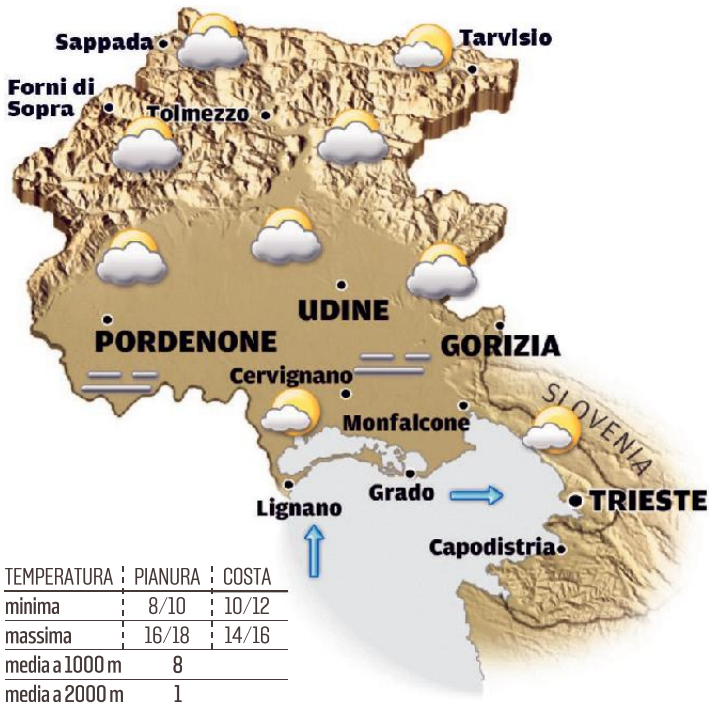 Sappada
Tarvisio
Forni di
Sopra
Tolmezzo
UDINE
PORDENONE
GORIZIA
Cervignano
SLOVENIA
Monfalcone
Lignano
Grado
TRIESTE
Capodistria
TEMPERATURA PIANURA COSTA
minima 8/10 10/12
massima 16/18 14/16
media a 1000 m 8
media a 2000 m 1